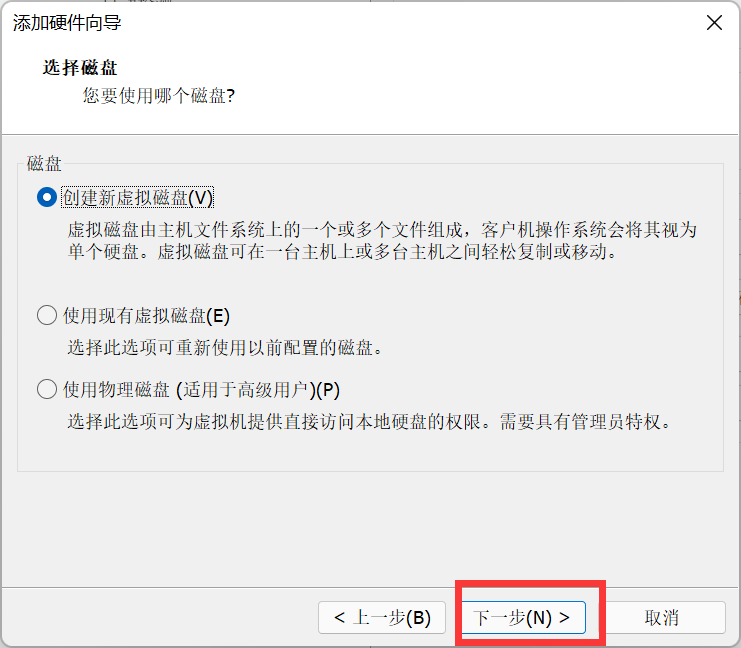 添加硬件向导
选择磁盘
您要使用哪个磁盘?
磁盘
创建新虚拟磁盘(V)
虚拟磁盘由主机文件系统上的一个或多个文件组成，客户机操作系统会将其视为
单个硬盘。虚拟磁盘可在一台主机上或多台主机之间轻松复制或移动。
使用现有虚拟磁盘(E)
选择此选项可重新使用以前配置的磁盘。
使用物理磁盘 (适用于高级用户)(P)
选择此选项可为虚拟机提供直接访问本地硬盘的权限。需要具有管理员特权。
< 上一步(B)
下一步(N) >
取消